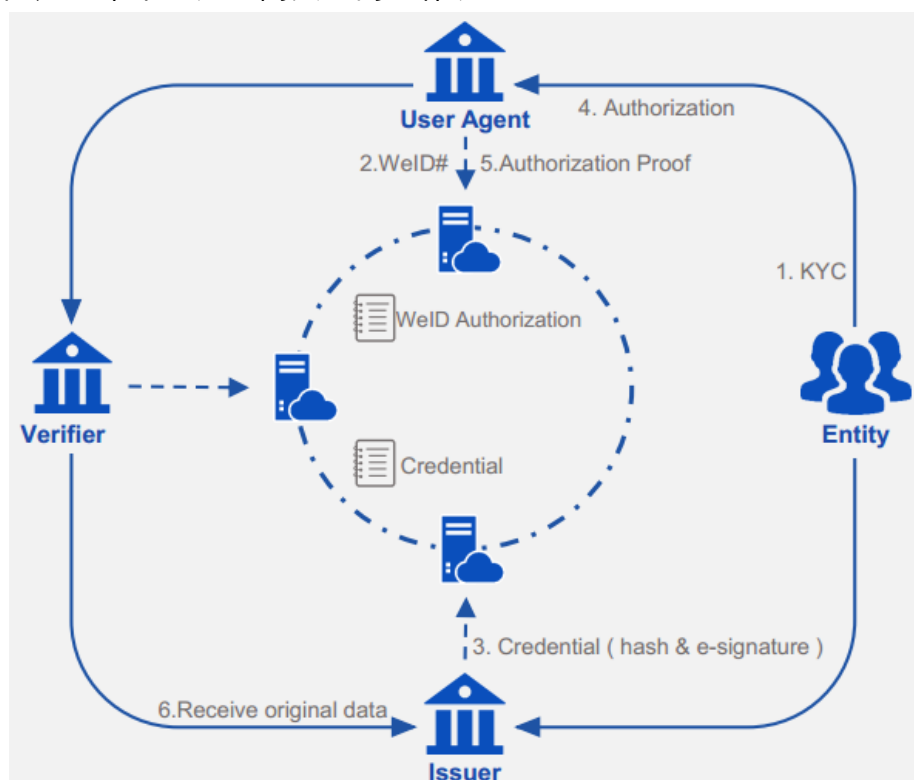 User Agent
4. Authorization
2.WeID#
5.Authorization Proof
1. KYC
WeID Authorization
Verifier
Entity
Credential
3. Credential ( hash & e-signature )
6.Receive original data
Issuer